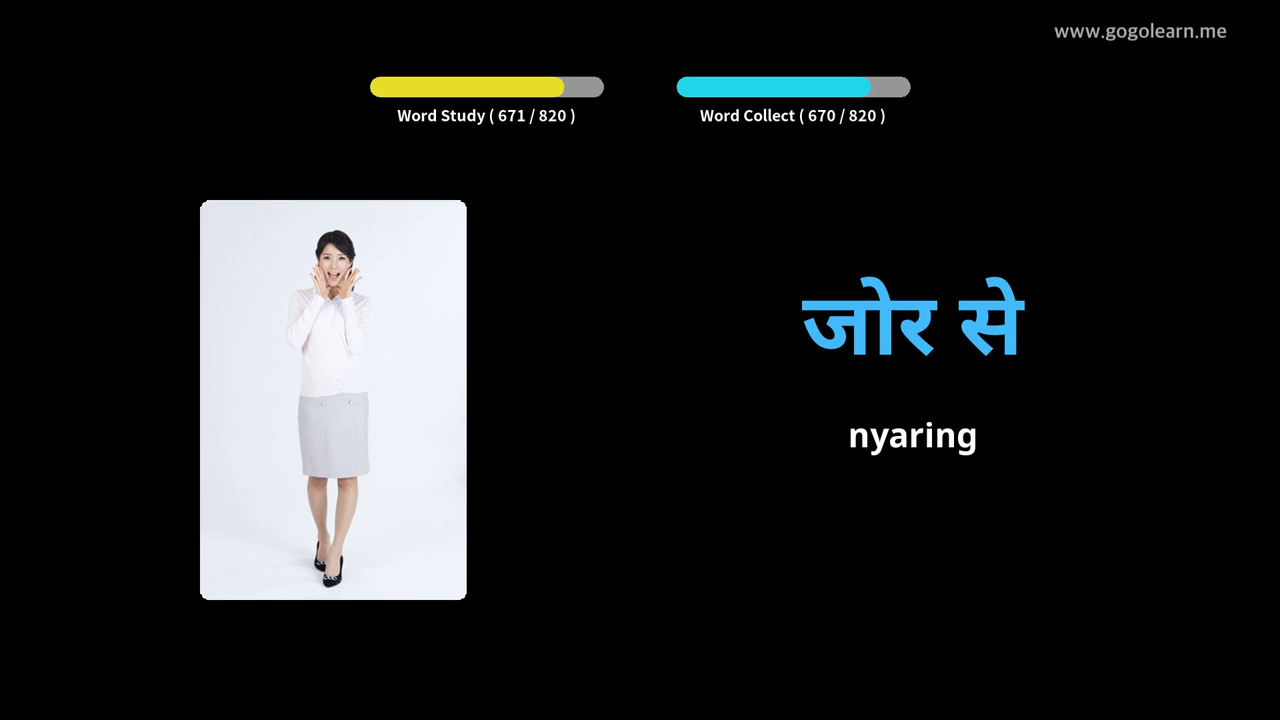 www.gogolearn.me
Word Study ( 671 / 820 )
Word Collect ( 670 / 820 )
जोर से
nyaring